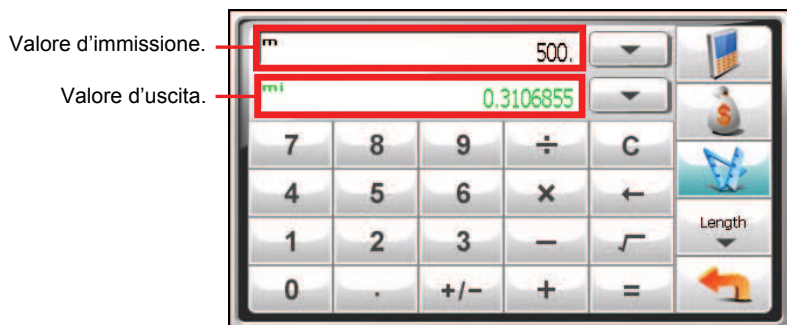 Valore d'immissione.
m 500.
Valore d'uscita.
mi 0.3106855
7 8 9 ÷ C
4 5 6 × ←
1 2 3 − √
0 . +/− + =
$
Length